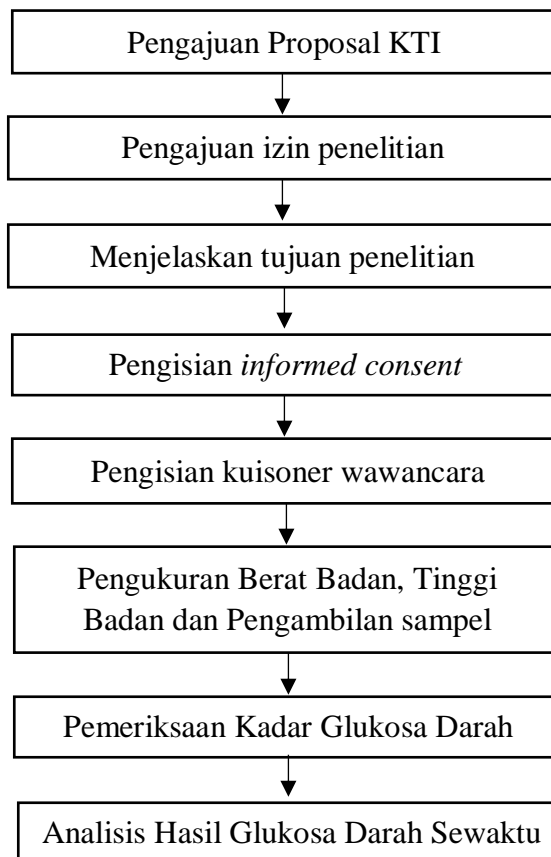 Pengajuan Proposal KTI
Pengajuan izin penelitian
Menjelaskan tujuan penelitian
Pengisian informed consent
Pengisian kuisoner wawancara
Pengukuran Berat Badan, Tinggi
Badan dan Pengambilan sampel
Pemeriksaan Kadar Glukosa Darah
Analisis Hasil Glukosa Darah Sewaktu